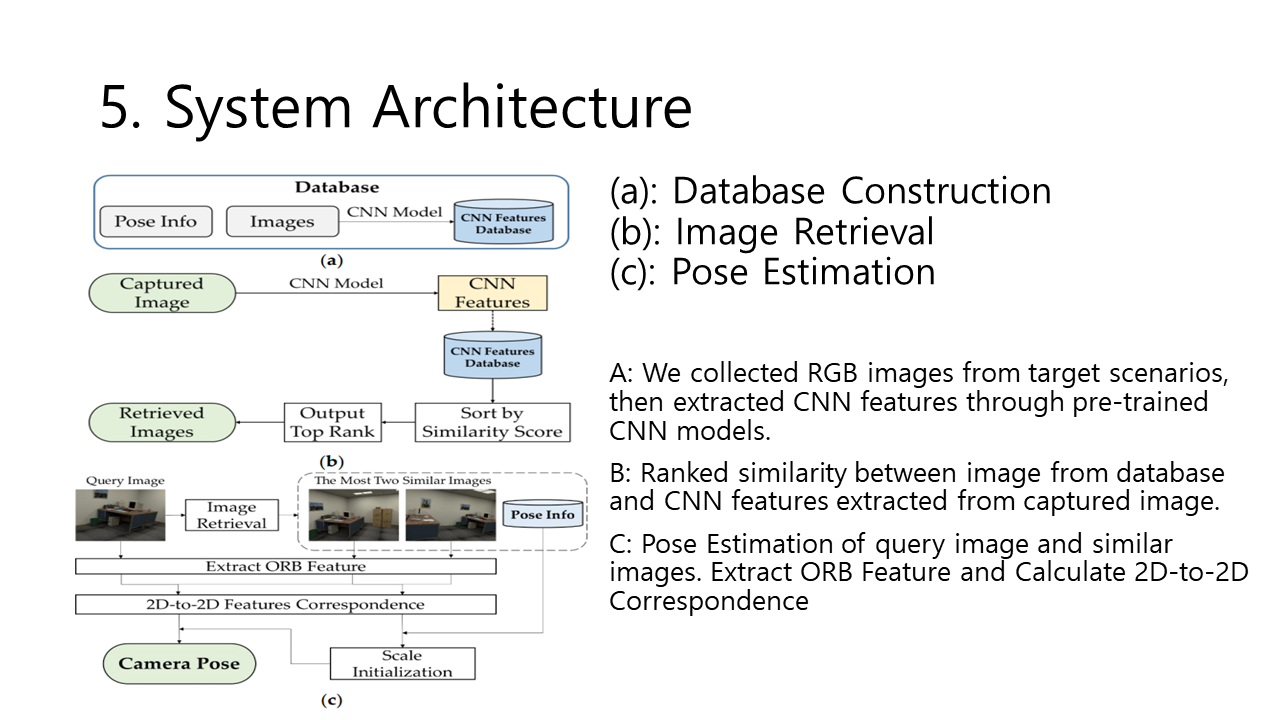 5. System Architecture
Database
Pose Info
Images
CNN Model
CNN Features
Database
(a)
Captured
Image
CNN Model
CNN
Features
CNN Features
Database
Retrieved
Images
Output
Top Rank
Sort by
Similarity Score
(b)
Query Image
Image
Retrieval
The Most Two Similar Images
Pose Info
Extract ORB Feature
2D-to-2D Features Correspondence
Camera Pose
Scale
Initialization
(c)
(a): Database Construction
(b): Image Retrieval
(c): Pose Estimation
A: We collected RGB images from target scenarios,
then extracted CNN features through pre-trained
CNN models.
B: Ranked similarity between image from database
and CNN features extracted from captured image.
C: Pose Estimation of query image and similar
images. Extract ORB Feature and Calculate 2D-to-2D
Correspondence